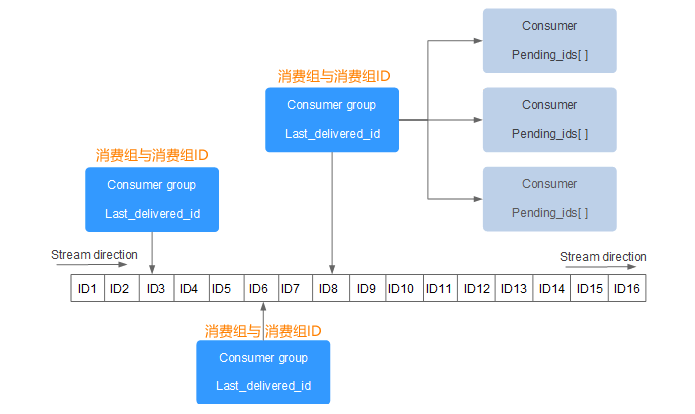 Consumer
Pending_ids[ ]
消费组与消费组ID
Consumer group
Last_delivered_id
Consumer
Pending_ids[ ]
消费组与消费组ID
Consumer group
Last_delivered_id
Consumer
Pending_ids[ ]
Stream direction
Stream direction
ID1 ID2 ID3 ID4 ID5 ID6 ID7 ID8 ID9 ID10 ID11 ID12 ID13 ID14 ID15 ID16
消费组与 消费组ID
Consumer group
Last_delivered_id